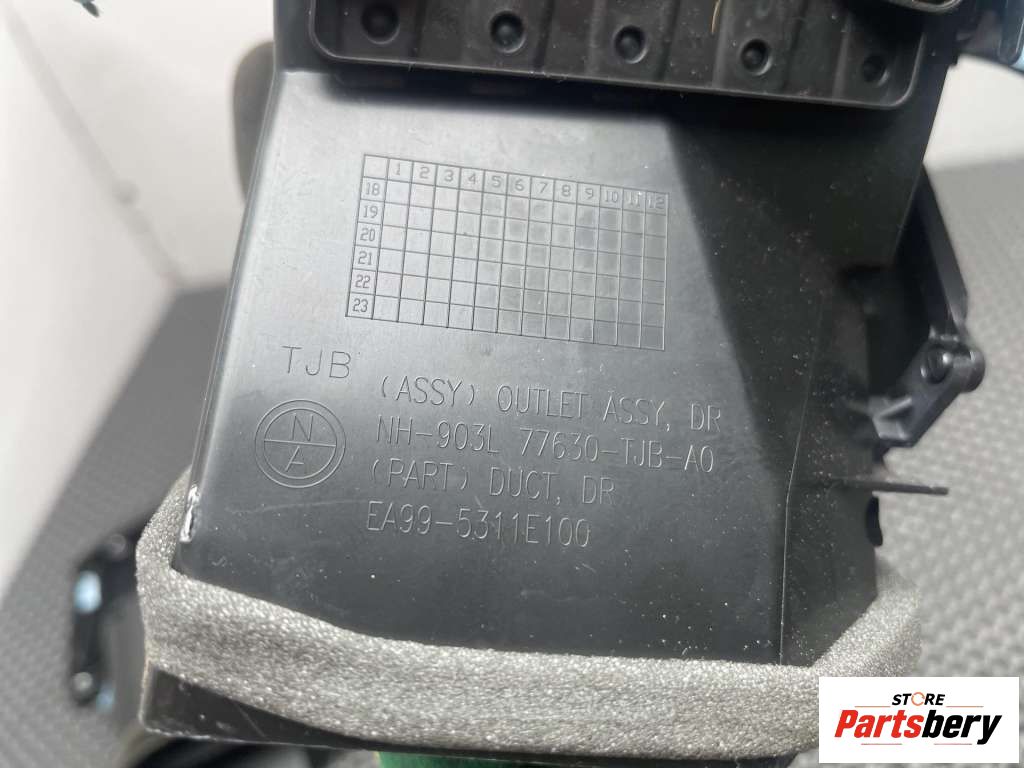 1 2 3 4 5 6 7 8 9 10 11 12
18
19
20
21
22
23
TJB
(ASSY) OUTLET ASSY, DR
NH-903L 77630-TJB-A0
(PART) DUCT, DR
EA99-5311E100
N
A
STORE
Partsbery